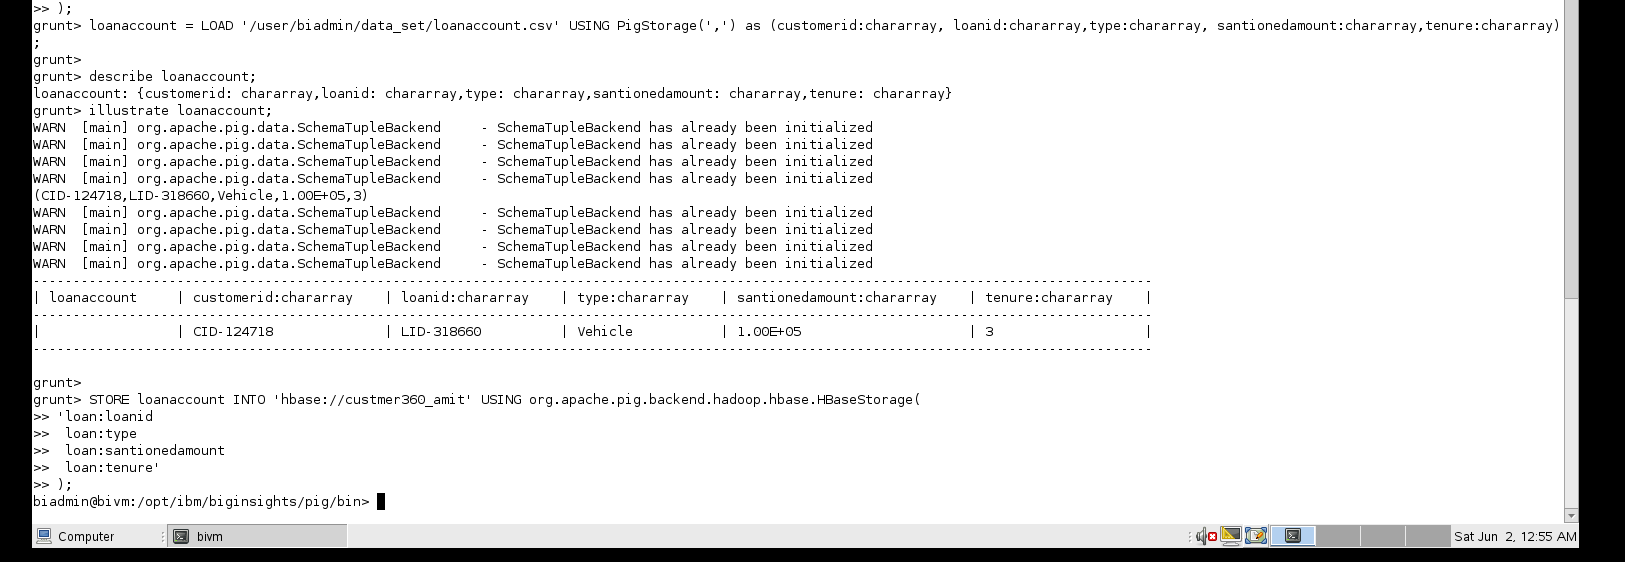 >> );
grunt> loanaccount = LOAD '/user/biadmin/data_set/loanaccount.csv' USING PigStorage(',') as (customerid:chararray, loanid:chararray,type:chararray, santionedamount:chararray,tenure:chararray)
;
grunt>
grunt> describe loanaccount;
loanaccount: {customerid: chararray,loanid: chararray,type: chararray,santionedamount: chararray,tenure: chararray}
grunt> illustrate loanaccount;
WARN  [main] org.apache.pig.data.SchemaTupleBackend     - SchemaTupleBackend has already been initialized
WARN  [main] org.apache.pig.data.SchemaTupleBackend     - SchemaTupleBackend has already been initialized
WARN  [main] org.apache.pig.data.SchemaTupleBackend     - SchemaTupleBackend has already been initialized
WARN  [main] org.apache.pig.data.SchemaTupleBackend     - SchemaTupleBackend has already been initialized
(CID-124718,LID-318660,Vehicle,1.00E+05,3)
WARN  [main] org.apache.pig.data.SchemaTupleBackend     - SchemaTupleBackend has already been initialized
WARN  [main] org.apache.pig.data.SchemaTupleBackend     - SchemaTupleBackend has already been initialized
WARN  [main] org.apache.pig.data.SchemaTupleBackend     - SchemaTupleBackend has already been initialized
WARN  [main] org.apache.pig.data.SchemaTupleBackend     - SchemaTupleBackend has already been initialized
| loanaccount     | customerid:chararray    | loanid:chararray    | type:chararray    | santionedamount:chararray    | tenure:chararray    |
|                 | CID-124718              | LID-318660          | Vehicle           | 1.00E+05                     | 3                   |
grunt>
grunt> STORE loanaccount INTO 'hbase://custmer360_amit' USING org.apache.pig.backend.hadoop.hbase.HBaseStorage(
>> 'loan:loanid
>>  loan:type
>>  loan:santionedamount
>>  loan:tenure'
>> );
biadmin@bivm:/opt/ibm/biginsights/pig/bin>
Computer
bivm
Sat Jun  2, 12:55 AM